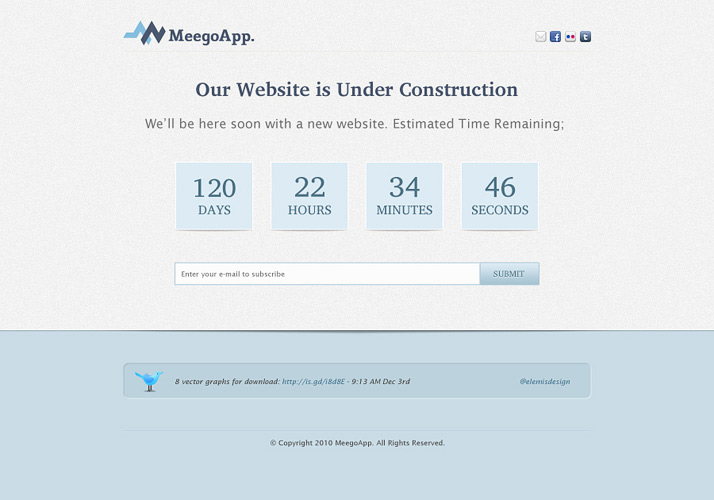 MeegoApp.
Our Website is Under Construction
We'll be here soon with a new website. Estimated Time Remaining;
120 22 34 46
DAYS HOURS MINUTES SECONDS
Enter your e-mail to subscribe SUBMIT
8 vector graphs for download: http://is.gd/i8d8E - 9:13 AM Dec 3rd @elemisdesign
© Copyright 2010 MeegoApp. All Rights Reserved.